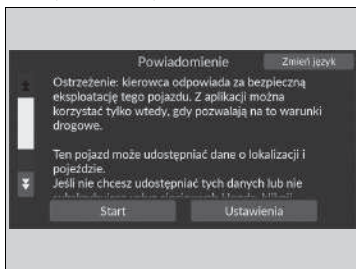 Powiadomienie
Zmień język
Ostrzeżenie: kierowca odpowiada za bezpieczną
eksploatację tego pojazdu. Z aplikacji można
korzystać tylko wtedy, gdy pozwalają na to warunki
drogowe.
Ten pojazd może udostępniać dane o lokalizacji i
pojeździe.
Jeśli nie chcesz udostępniać tych danych lub nie
Start
Ustawienia